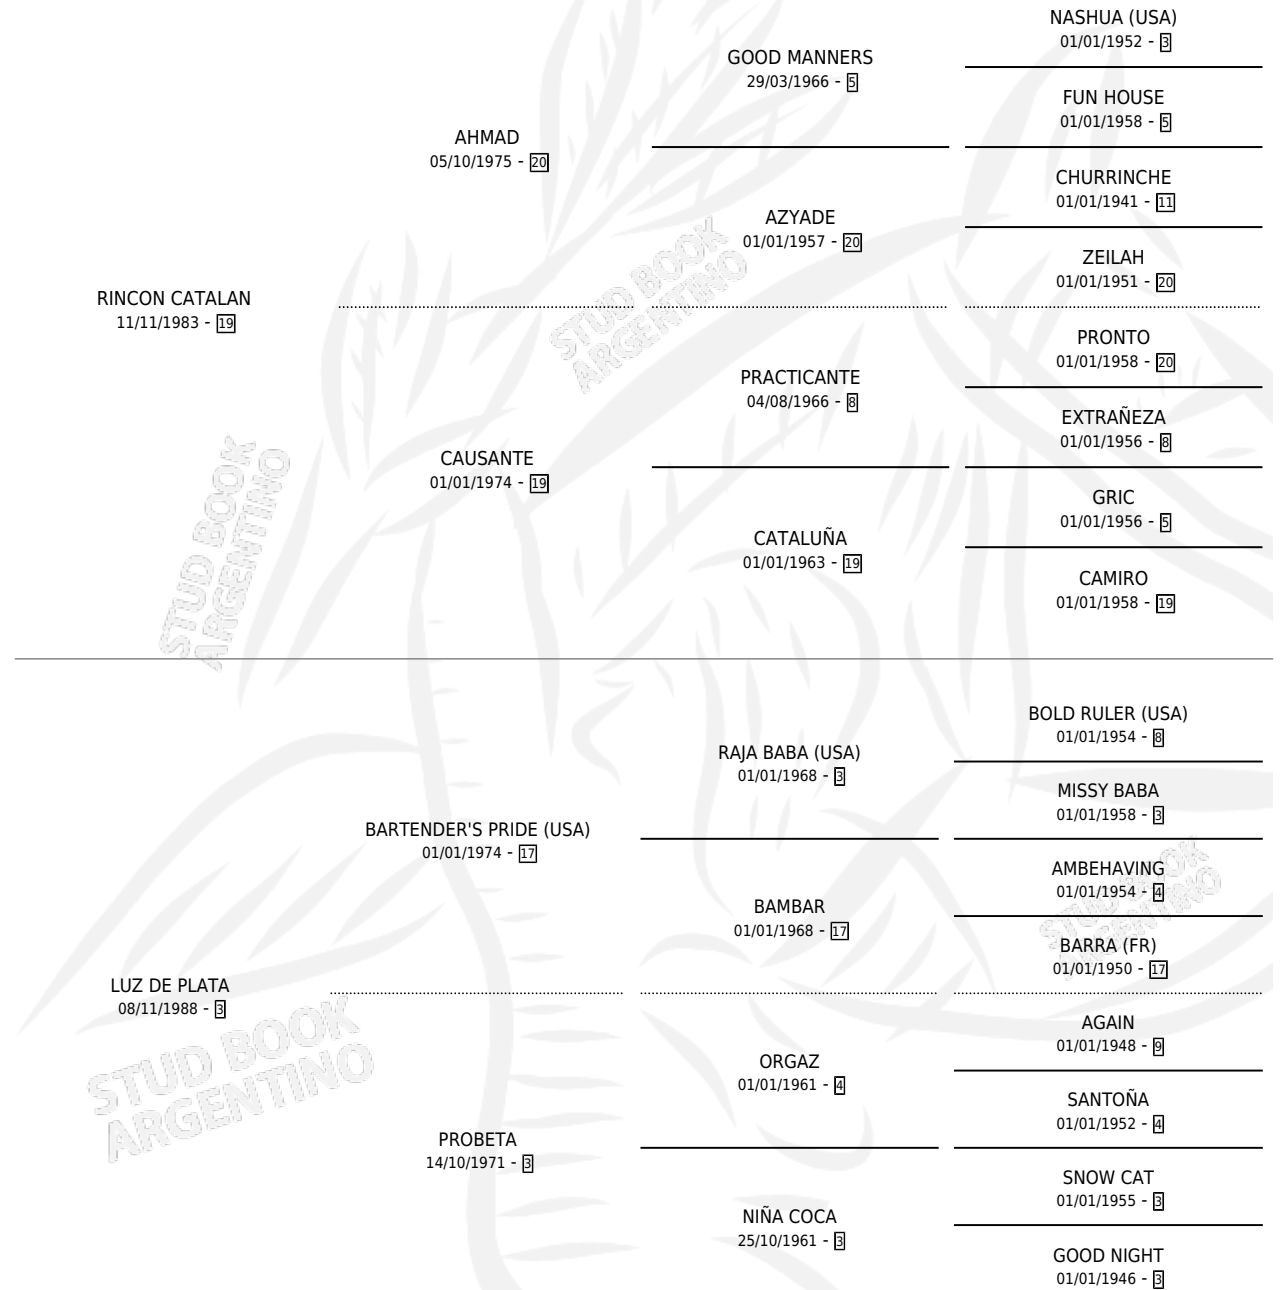 NASHUA (USA)
01/01/1952 - 3
GOOD MANNERS
29/03/1966 - 5
FUN HOUSE
01/01/1958 - 5
AHMAD
05/10/1975 - 20
CHURRINCHE
01/01/1941 - 11
AZYADE
01/01/1957 - 20
ZEILAH
01/01/1951 - 20
RINCON CATALAN
11/11/1983 - 19
PRONTO
01/01/1958 - 20
PRACTICANTE
04/08/1966 - 8
EXTRAÑEZA
01/01/1956 - 8
CAUSANTE
01/01/1974 - 19
GRIC
01/01/1956 - 5
CATALUÑA
01/01/1963 - 19
CAMIRO
01/01/1958 - 19
BOLD RULER (USA)
01/01/1954 - 8
RAJA BABA (USA)
01/01/1968 - 3
MISSY BABA
01/01/1958 - 3
BARTENDER'S PRIDE (USA)
01/01/1974 - 17
AMBEHAVING
01/01/1954 - 4
BAMBAR
01/01/1968 - 17
BARRA (FR)
01/01/1950 - 17
LUZ DE PLATA
08/11/1988 - 3
AGAIN
01/01/1948 - 9
ORGAZ
01/01/1961 - 4
SANTOÑA
01/01/1952 - 4
PROBETA
14/10/1971 - 3
SNOW CAT
01/01/1955 - 3
NIÑA COCA
25/10/1961 - 3
GOOD NIGHT
01/01/1946 - 3
STUD BOOK
ARGENTINO
STUD BOOK
ARGENTINO
STUD BOOK
ARGENTINO
STUD BOOK
ARGENTINO